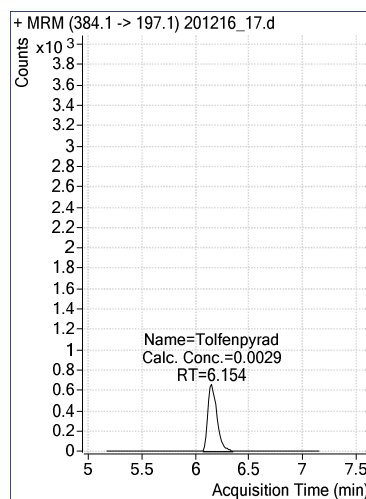 + MRM (384.1 -> 197.1) 201216_17.d
Counts
x10 3
3.8
3.6
3.4
3.2
3
2.8
2.6
2.4
2.2
2
1.8
1.6
1.4
1.2
1
0.8
0.6
0.4
0.2
0
Name=Tolfenpyrad
Calc. Conc.=0.0029
RT=6.154
5 5.5 6 6.5 7 7.5
Acquisition Time (min)